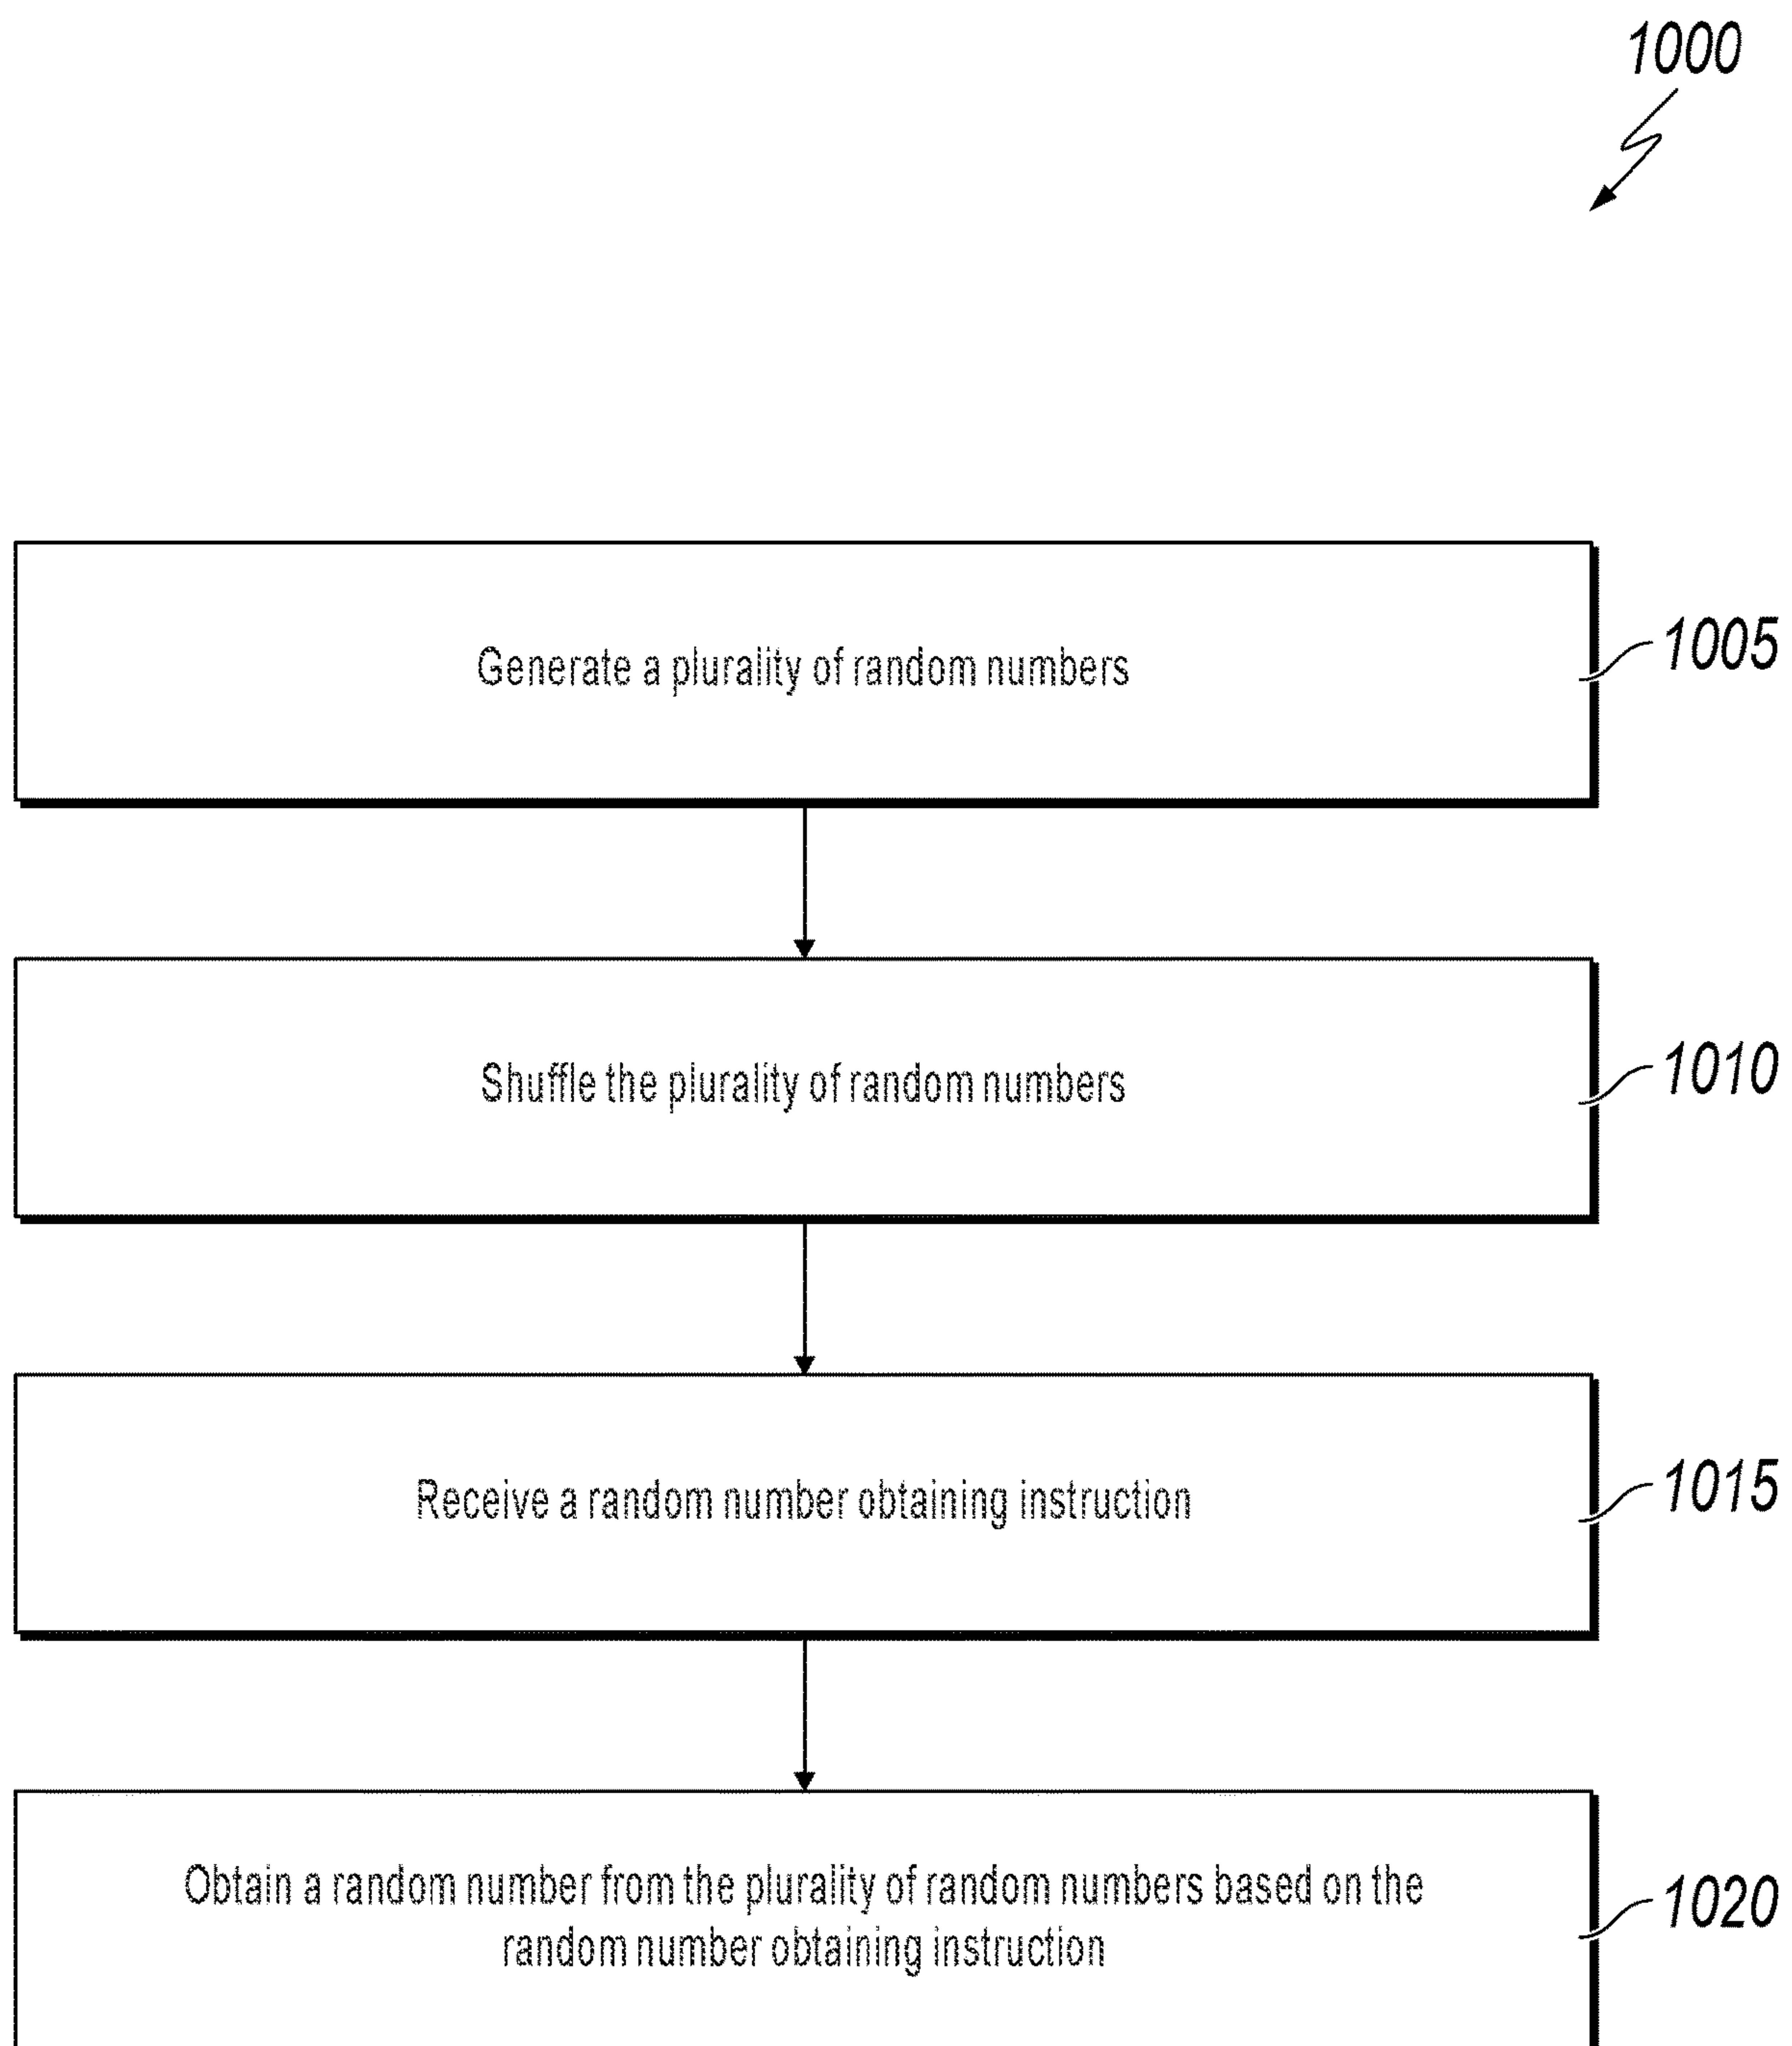 1000
Generate a plurality of random numbers
1005
Shuffle the plurality of random numbers
1010
Receive a random number obtaining instruction
1015
Obtain a random number from the plurality of random numbers based on the
random number obtaining instruction
1020